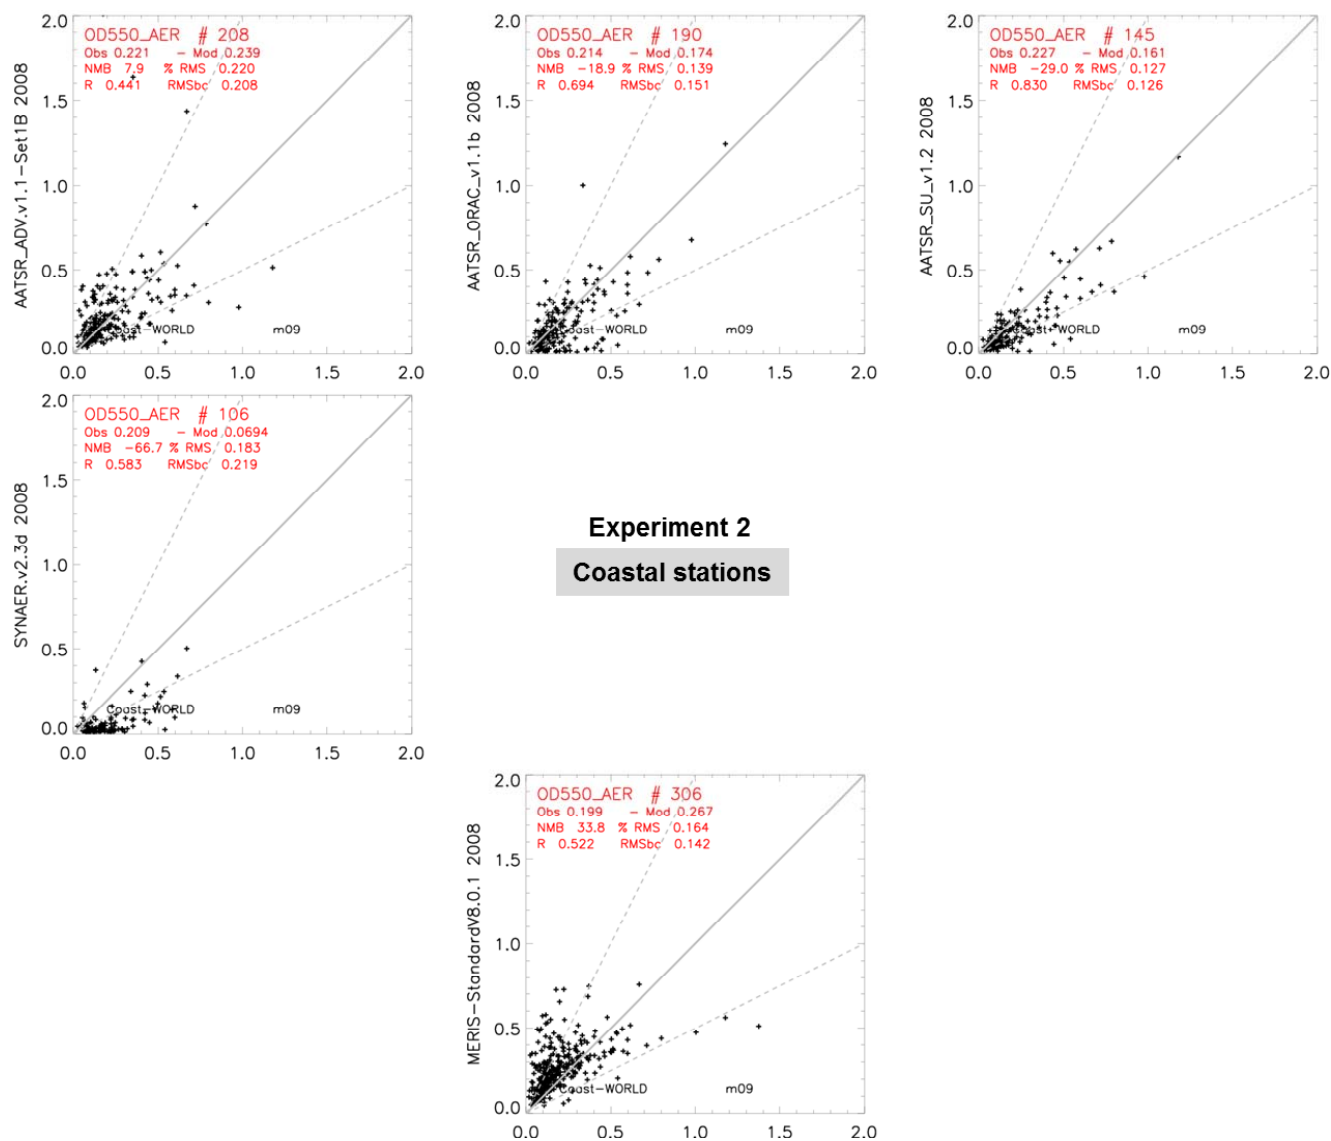 AATSR_ADV.v1.1-Set1B 2008
2.0
1.5
1.0
0.5
0.0
OD550_AER # 208
Obs 0.221 - Mod 0.239
NMB 7.9 % RMS 0.220
R 0.441 RMSbc 0.208
Coast-WORLD m09
0.0 0.5 1.0 1.5 2.0
AATSR_ORAC_v1.1b 2008
2.0
1.5
1.0
0.5
0.0
OD550_AER # 190
Obs 0.214 - Mod 0.174
NMB -18.9 % RMS 0.139
R 0.694 RMSbc 0.151
Coast-WORLD m09
0.0 0.5 1.0 1.5 2.0
AATSR_SU_v1.2 2008
2.0
1.5
1.0
0.5
0.0
OD550_AER # 145
Obs 0.227 - Mod 0.161
NMB -29.0 % RMS 0.127
R 0.830 RMSbc 0.126
Coast-WORLD m09
0.0 0.5 1.0 1.5 2.0
SYNAER.v2.3d 2008
2.0
1.5
1.0
0.5
0.0
OD550_AER # 106
Obs 0.209 - Mod 0.0694
NMB -66.7 % RMS 0.183
R 0.583 RMSbc 0.219
Coast-WORLD m09
0.0 0.5 1.0 1.5 2.0
Experiment 2
Coastal stations
MERIS-StandardV8.0.1 2008
2.0
1.5
1.0
0.5
0.0
OD550_AER # 306
Obs 0.199 - Mod 0.267
NMB 33.8 % RMS 0.164
R 0.522 RMSbc 0.142
Coast-WORLD m09
0.0 0.5 1.0 1.5 2.0